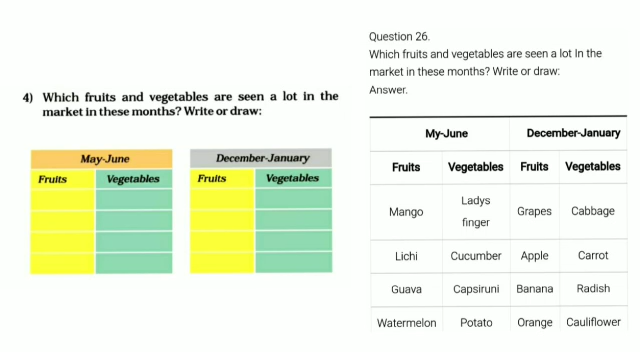 4) Which fruits and vegetables are seen a lot in the
market in these months? Write or draw:
May-June
Fruits Vegetables
December-January
Fruits Vegetables
Question 26.
Which fruits and vegetables are seen a lot In the
market in these months? Write or draw:
Answer.
My-June December-January
Fruits Vegetables Fruits Vegetables
Mango Ladys finger Grapes Cabbage
Lichi Cucumber Apple Carrot
Guava Capsiruni Banana Radish
Watermelon Potato Orange Cauliflower